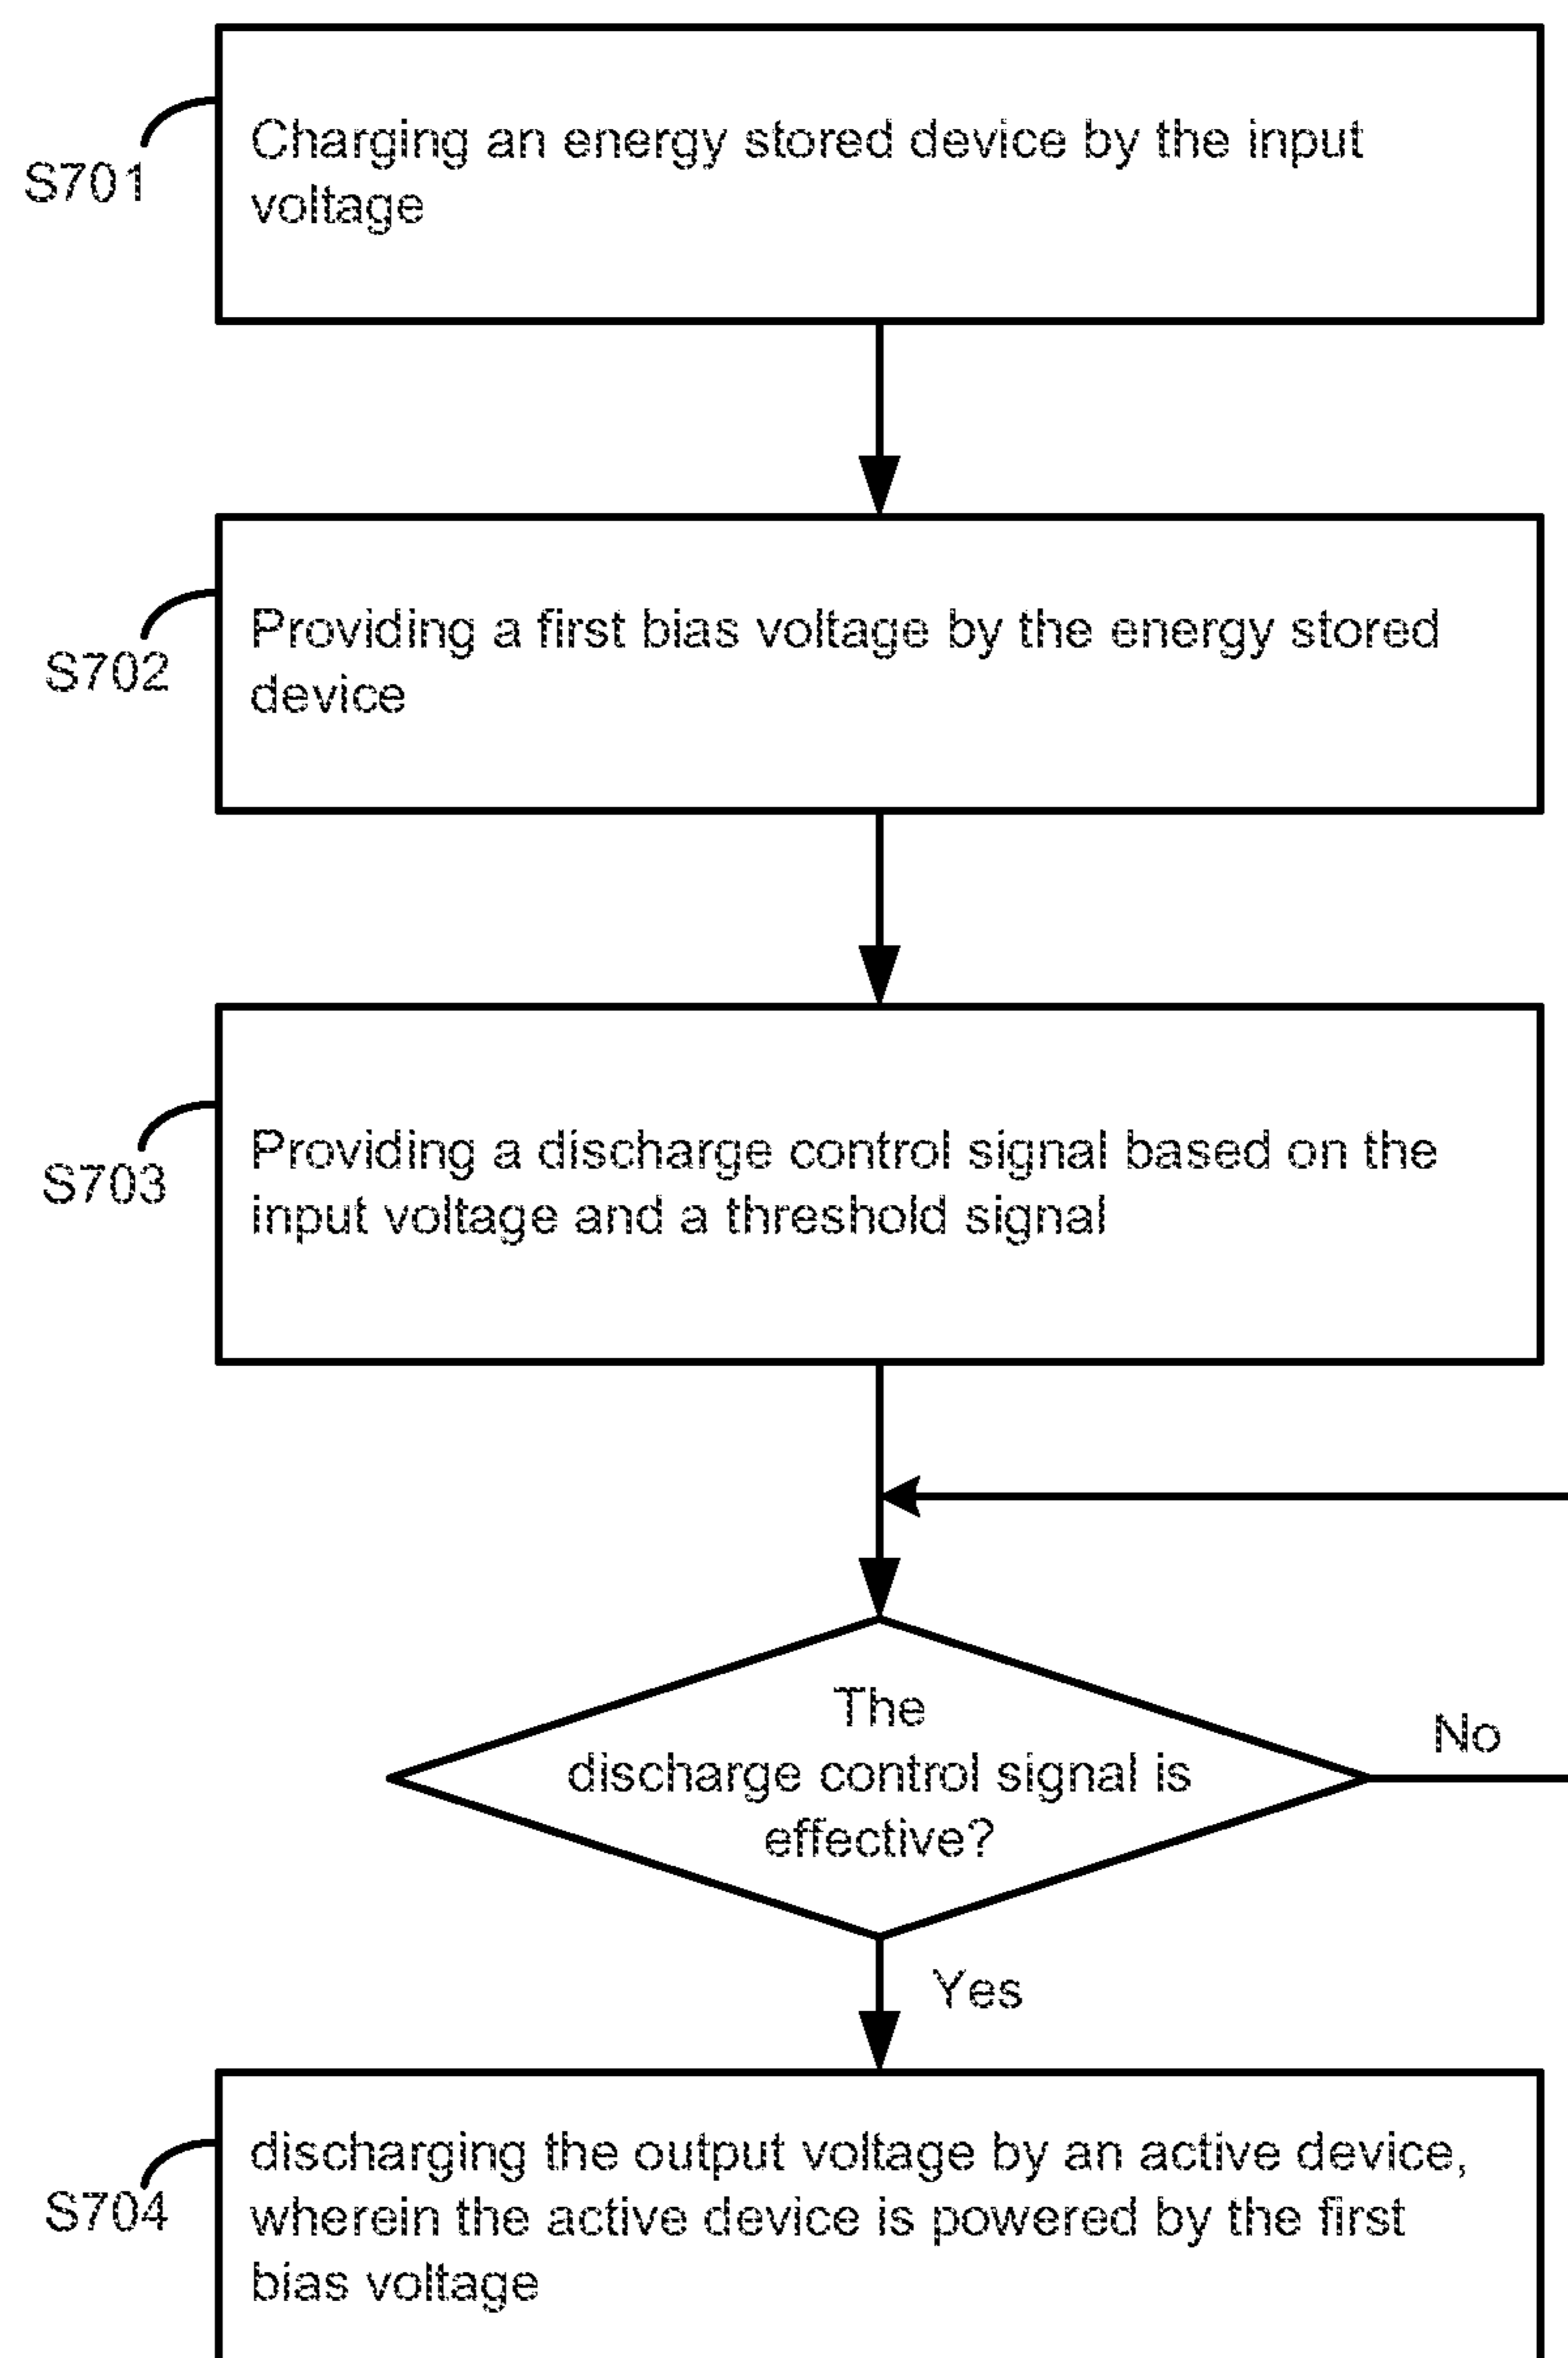 Charging an energy stored device by the input
voltage
S701
Providing a first bias voltage by the energy stored
device
S702
Providing a discharge control signal based on the
input voltage and a threshold signal
S703
The
discharge control signal is
effective?
No
Yes
discharging the output voltage by an active device,
wherein the active device is powered by the first
bias voltage
S704